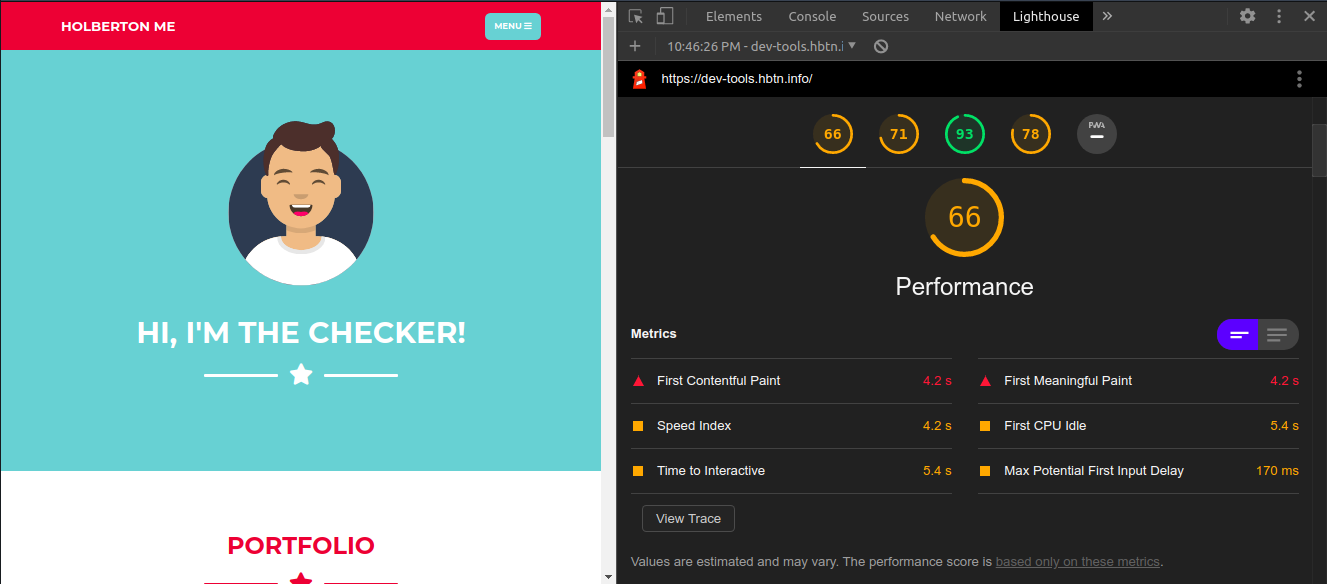 HOLBERTON ME
MENU
HI, I'M THE CHECKER!
PORTFOLIO
Elements Console Sources Network Lighthouse
10:46:26 PM - dev-tools.hbtn.i
https://dev-tools.hbtn.info/
66 71 93 78 PWA
66
Performance
Metrics
First Contentful Paint 4.2 s
First Meaningful Paint 4.2 s
Speed Index 4.2 s
First CPU Idle 5.4 s
Time to Interactive 5.4 s
Max Potential First Input Delay 170 ms
View Trace
Values are estimated and may vary. The performance score is based only on these metrics.